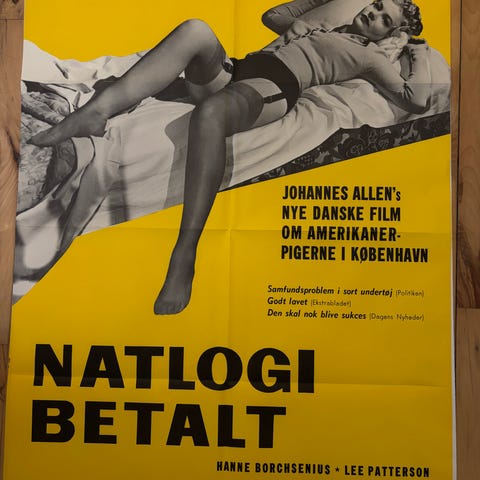 JOHANNES ALLEN's
NYE DANSKE FILM
OM AMERIKANER-
PIGERNE I KØBENHAVN
Samfundsproblem i sort undertøj (Politiken)
Godt lavet (Ekstrabladet)
Den skal nok blive sukces (Dagens Nyheder)
NATLOGI
BETALT
HANNE BORCHSENIUS ★ LEE PATTERSON